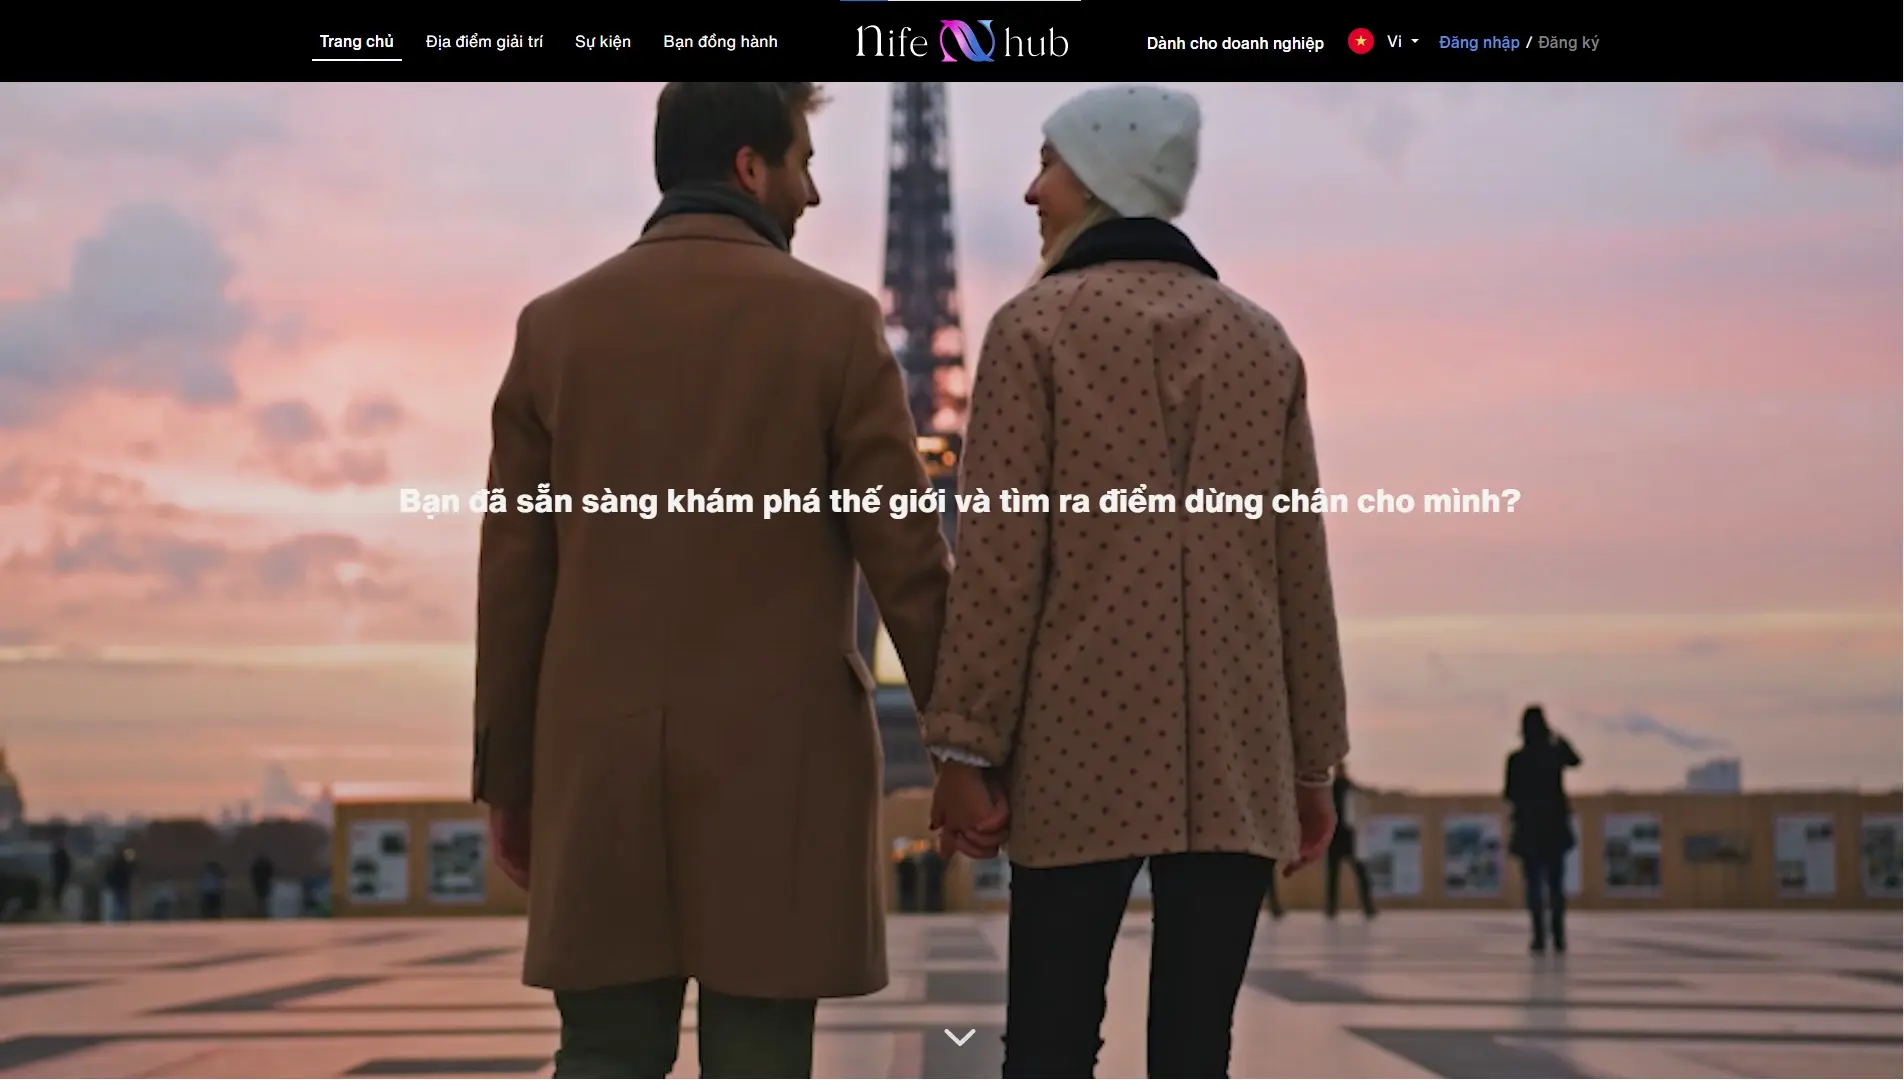 Trang chủ
Địa điểm giải trí
Sự kiện
Bạn đồng hành
nife N hub
Dành cho doanh nghiệp
Vi
Đăng nhập / Đăng ký
Bạn đã sẵn sàng khám phá thế giới và tìm ra điểm dừng chân cho mình?